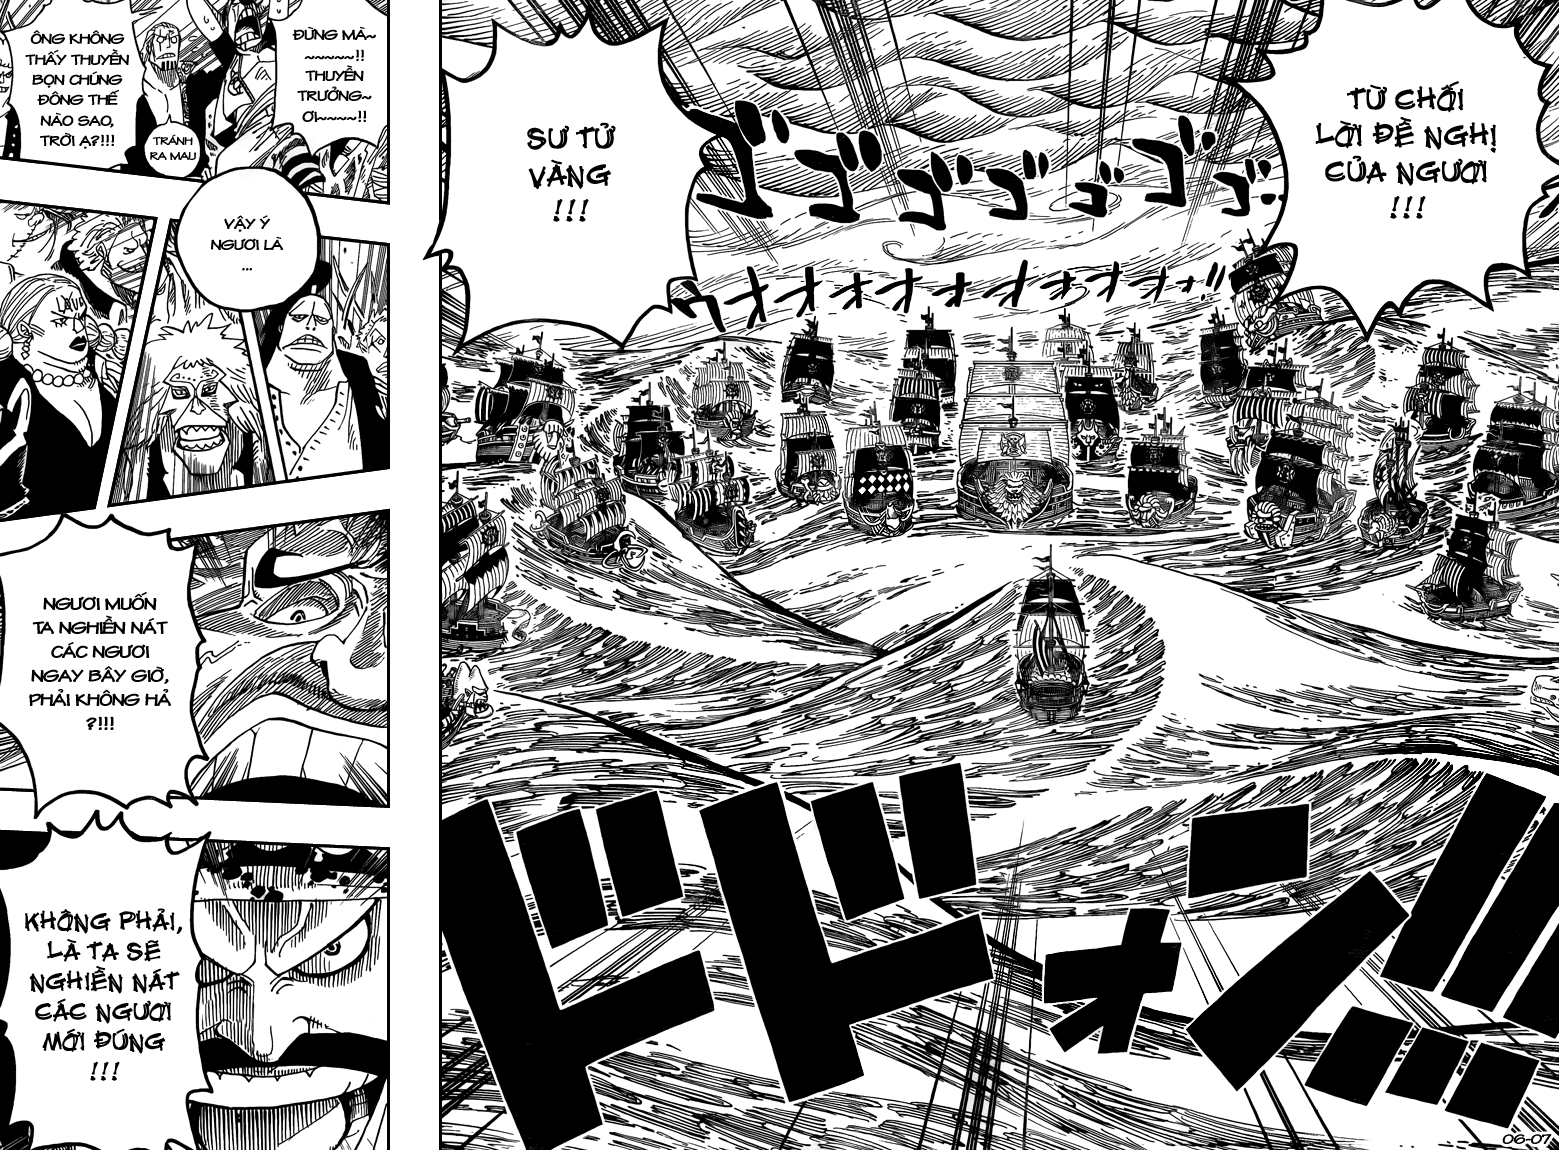 TỪ CHỐI
LỜI ĐỀ NGHỊ
CỦA NGƯƠI
!!!
SƯ TỬ
VÀNG
!!!
ゴゴゴゴゴゴ
ウオオオオオオオオオ!!
ドドォン!!!
ĐỪNG MÀ~
~~~~~!!
THUYỀN
TRƯỞNG~
ƠI~~~~!!
ÔNG KHÔNG
THẤY THUYỀN
BỌN CHÚNG
ĐÔNG THẾ
NÀO SAO,
TRỜI Ạ?!!!
TRÁNH
RA MAU
VẬY Ý
NGƯƠI LÀ
...
NGƯƠI MUỐN
TA NGHIỀN NÁT
CÁC NGƯƠI
NGAY BÂY GIỜ,
PHẢI KHÔNG HẢ
?!!!
KHÔNG PHẢI,
LÀ TA SẼ
NGHIỀN NÁT
CÁC NGƯƠI
MỚI ĐÚNG
!!!
06-07